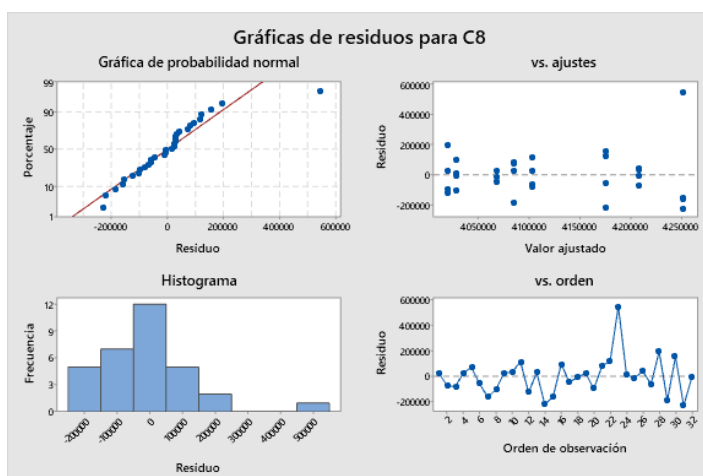 Gráficas de residuos para C8
Gráfica de probabilidad normal
99
90
50
10
1
Porcentaje
-200000 0 200000 400000 600000
Residuo
vs. ajustes
600000
400000
200000
0
-200000
Residuo
4050000 4100000 4150000 4200000 4250000
Valor ajustado
Histograma
12
9
6
3
0
Frecuencia
-200000 -100000 0 100000 200000 300000 400000 500000
Residuo
vs. orden
600000
400000
200000
0
-200000
Residuo
2 4 6 8 10 12 14 16 18 20 22 24 26 28 30 32
Orden de observación